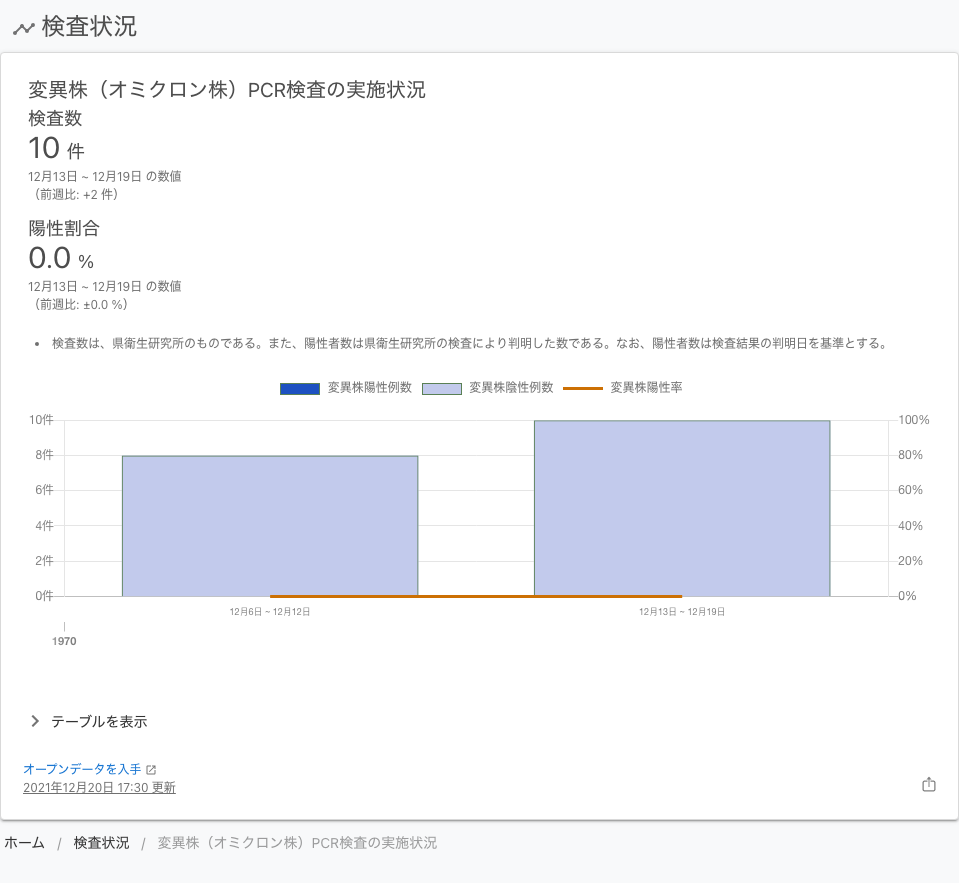 検査状況
変異株（オミクロン株）PCR検査の実施状況
検査数
10 件
12月13日 ~ 12月19日 の数値
（前週比: +2 件）
陽性割合
0.0 %
12月13日 ~ 12月19日 の数値
（前週比: ±0.0 %）
• 検査数は、県衛生研究所のものである。また、陽性者数は県衛生研究所の検査により判明した数である。なお、陽性者数は検査結果の判明日を基準とする。
変異株陽性例数 変異株陰性例数 変異株陽性率
10件 100%
8件 80%
6件 60%
4件 40%
2件 20%
0件 0%
12月6日 ~ 12月12日 12月13日 ~ 12月19日
1970
テーブルを表示
オープンデータを入手
2021年12月20日 17:30 更新
ホーム / 検査状況 / 変異株（オミクロン株）PCR検査の実施状況